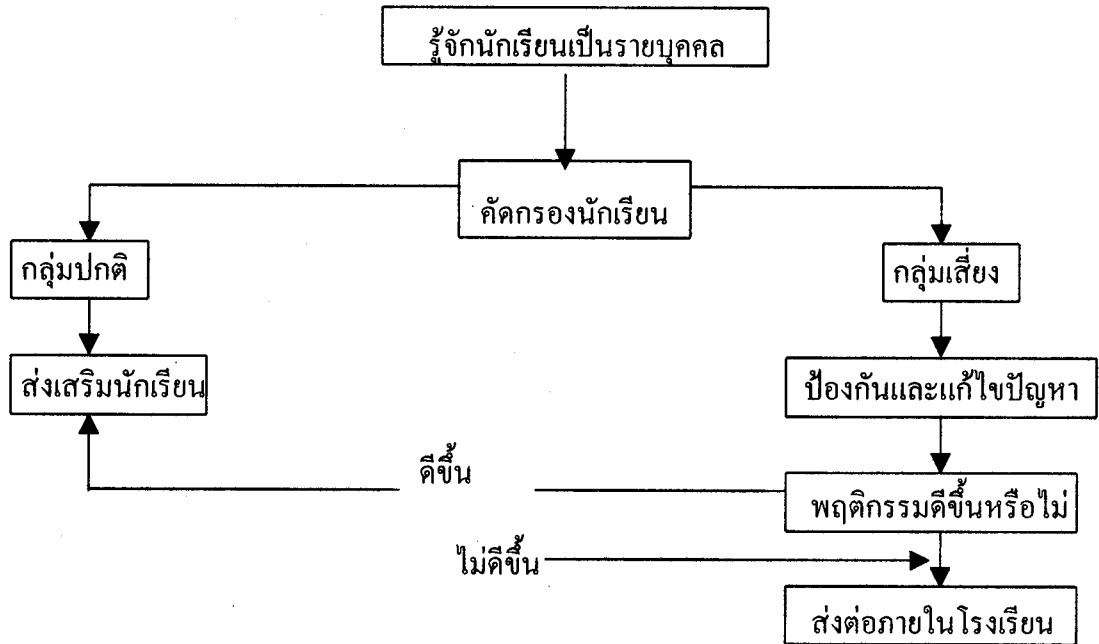 รู้จักนักเรียนเป็นรายบุคคล
คัดกรองนักเรียน
กลุ่มปกติ
กลุ่มเสี่ยง
ส่งเสริมนักเรียน
ป้องกันและแก้ไขปัญหา
ดีขึ้น
พฤติกรรมดีขึ้นหรือไม่
ไม่ดีขึ้น
ส่งต่อภายในโรงเรียน